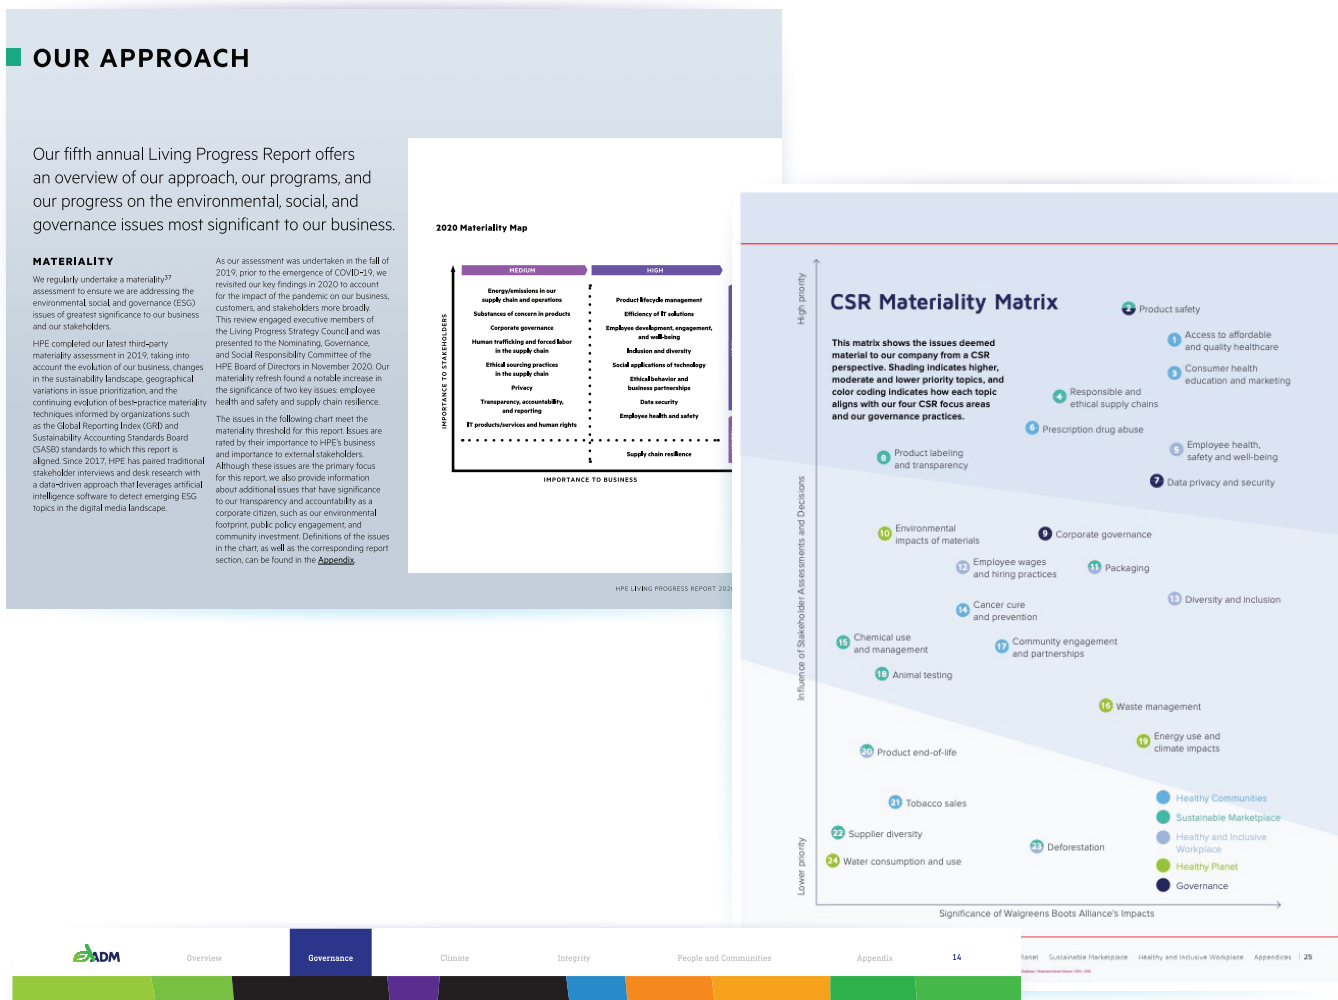 OUR APPROACH
Our fifth annual Living Progress Report offers
an overview of our approach, our programs, and
our progress on the environmental, social, and
governance issues most significant to our business.
MATERIALITY
We regularly undertake a materiality37
assessment to ensure we are addressing the
environmental, social, and governance (ESG)
issues of greatest significance to our business
and our stakeholders.
HPE completed our latest third-party
materiality assessment in 2019, taking into
account the evolution of our business, changes
in the sustainability landscape, geographical
variations in issue prioritization, and the
continuing evolution of best-practice materiality
techniques informed by organizations such
as the Global Reporting Index (GRI) and
Sustainability Accounting Standards Board
(SASB) standards to which this report is
aligned. Since 2017, HPE has paired traditional
stakeholder interviews and desk research with
a data-driven approach that leverages artificial
intelligence software to detect emerging ESG
topics in the digital media landscape.
As our assessment was undertaken in the fall of
2019, prior to the emergence of COVID-19, we
revisited our key findings in 2020 to account
for the impact of the pandemic on our business,
customers, and stakeholders more broadly.
This review engaged executive members of
the Living Progress Strategy Council and was
presented to the Nominating, Governance,
and Social Responsibility Committee of the
HPE Board of Directors in November 2020. Our
materiality refresh found a notable increase in
the significance of two key issues: employee
health and safety and supply chain resilience.
The issues in the following chart meet the
materiality threshold for this report. Issues are
rated by their importance to HPE's business
and importance to external stakeholders.
Although these issues are the primary focus
for this report, we also provide information
about additional issues that have significance
to our transparency and accountability as a
corporate citizen, such as our environmental
footprint, public policy engagement, and
community investment. Definitions of the issues
in the chart, as well as the corresponding report
section, can be found in the Appendix.
2020 Materiality Map
MEDIUM
HIGH
IMPORTANCE TO STAKEHOLDERS
Energy/emissions in our
supply chain and operations
Substances of concern in products
Corporate governance
Human trafficking and forced labor
in the supply chain
Ethical sourcing practices
in the supply chain
Privacy
Transparency, accountability,
and reporting
IT products/services and human rights
Product lifecycle management
Efficiency of IT solutions
Employee development, engagement,
and well-being
Inclusion and diversity
Social applications of technology
Ethical behavior and
business partnerships
Data security
Employee health and safety
Supply chain resilience
IMPORTANCE TO BUSINESS
HPE LIVING PROGRESS REPORT 2020
CSR Materiality Matrix
This matrix shows the issues deemed
material to our company from a CSR
perspective. Shading indicates higher,
moderate and lower priority topics, and
color coding indicates how each topic
aligns with our four CSR focus areas
and our governance practices.
High priority
Influence of Stakeholder Assessments and Decisions
Lower priority
2 Product safety
1 Access to affordable
and quality healthcare
3 Consumer health
education and marketing
4 Responsible and
ethical supply chains
6 Prescription drug abuse
5 Employee health,
safety and well-being
8 Product labeling
and transparency
7 Data privacy and security
10 Environmental
impacts of materials
9 Corporate governance
12 Employee wages
and hiring practices
11 Packaging
13 Diversity and inclusion
14 Cancer cure
and prevention
15 Chemical use
and management
17 Community engagement
and partnerships
18 Animal testing
16 Waste management
19 Energy use and
climate impacts
20 Product end-of-life
21 Tobacco sales
22 Supplier diversity
23 Deforestation
24 Water consumption and use
Healthy Communities
Sustainable Marketplace
Healthy and Inclusive
Workplace
Healthy Planet
Governance
Significance of Walgreens Boots Alliance's Impacts
Planet Sustainable Marketplace Healthy and Inclusive Workplace Appendices | 25
ADM
Overview
Governance
Climate
Integrity
People and Communities
Appendix
14